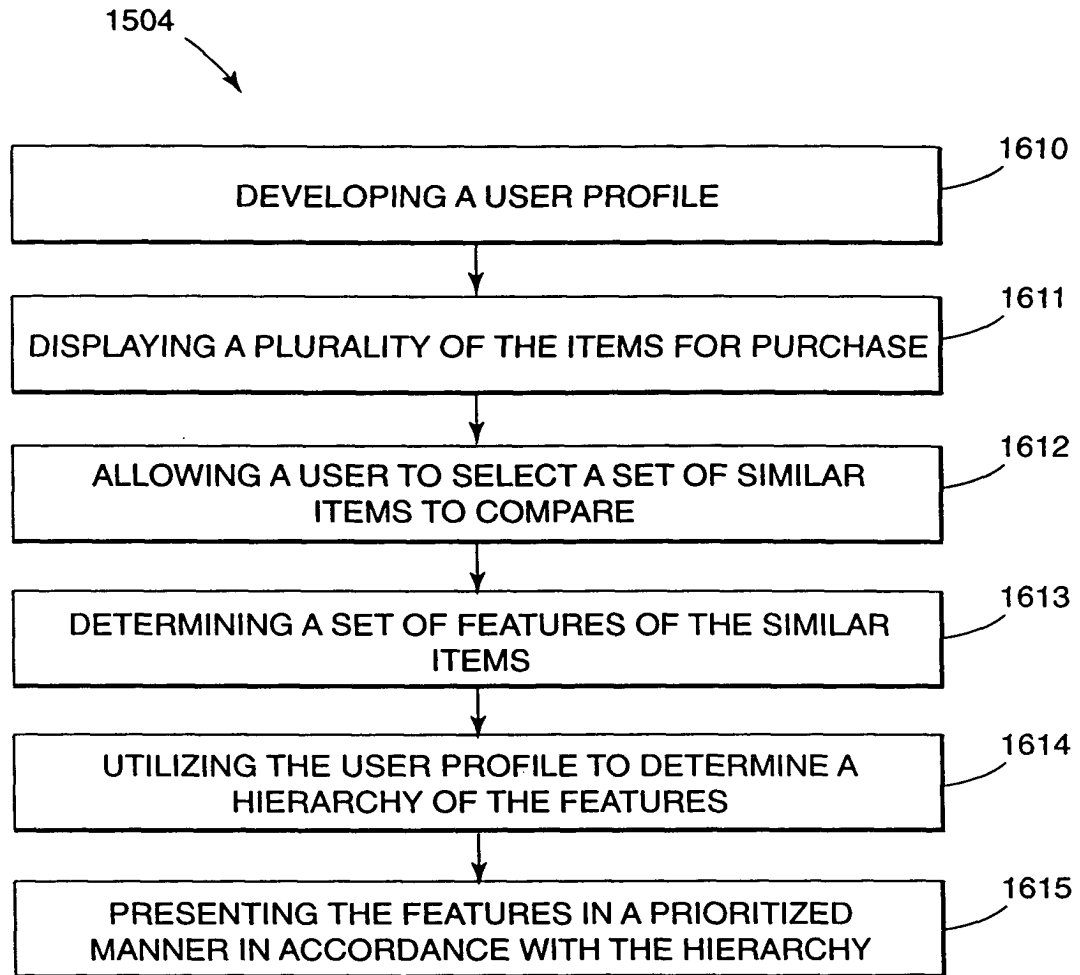 1504
1610
DEVELOPING A USER PROFILE
1611
DISPLAYING A PLURALITY OF THE ITEMS FOR PURCHASE
1612
ALLOWING A USER TO SELECT A SET OF SIMILAR
ITEMS TO COMPARE
1613
DETERMINING A SET OF FEATURES OF THE SIMILAR
ITEMS
1614
UTILIZING THE USER PROFILE TO DETERMINE A
HIERARCHY OF THE FEATURES
1615
PRESENTING THE FEATURES IN A PRIORITIZED
MANNER IN ACCORDANCE WITH THE HIERARCHY